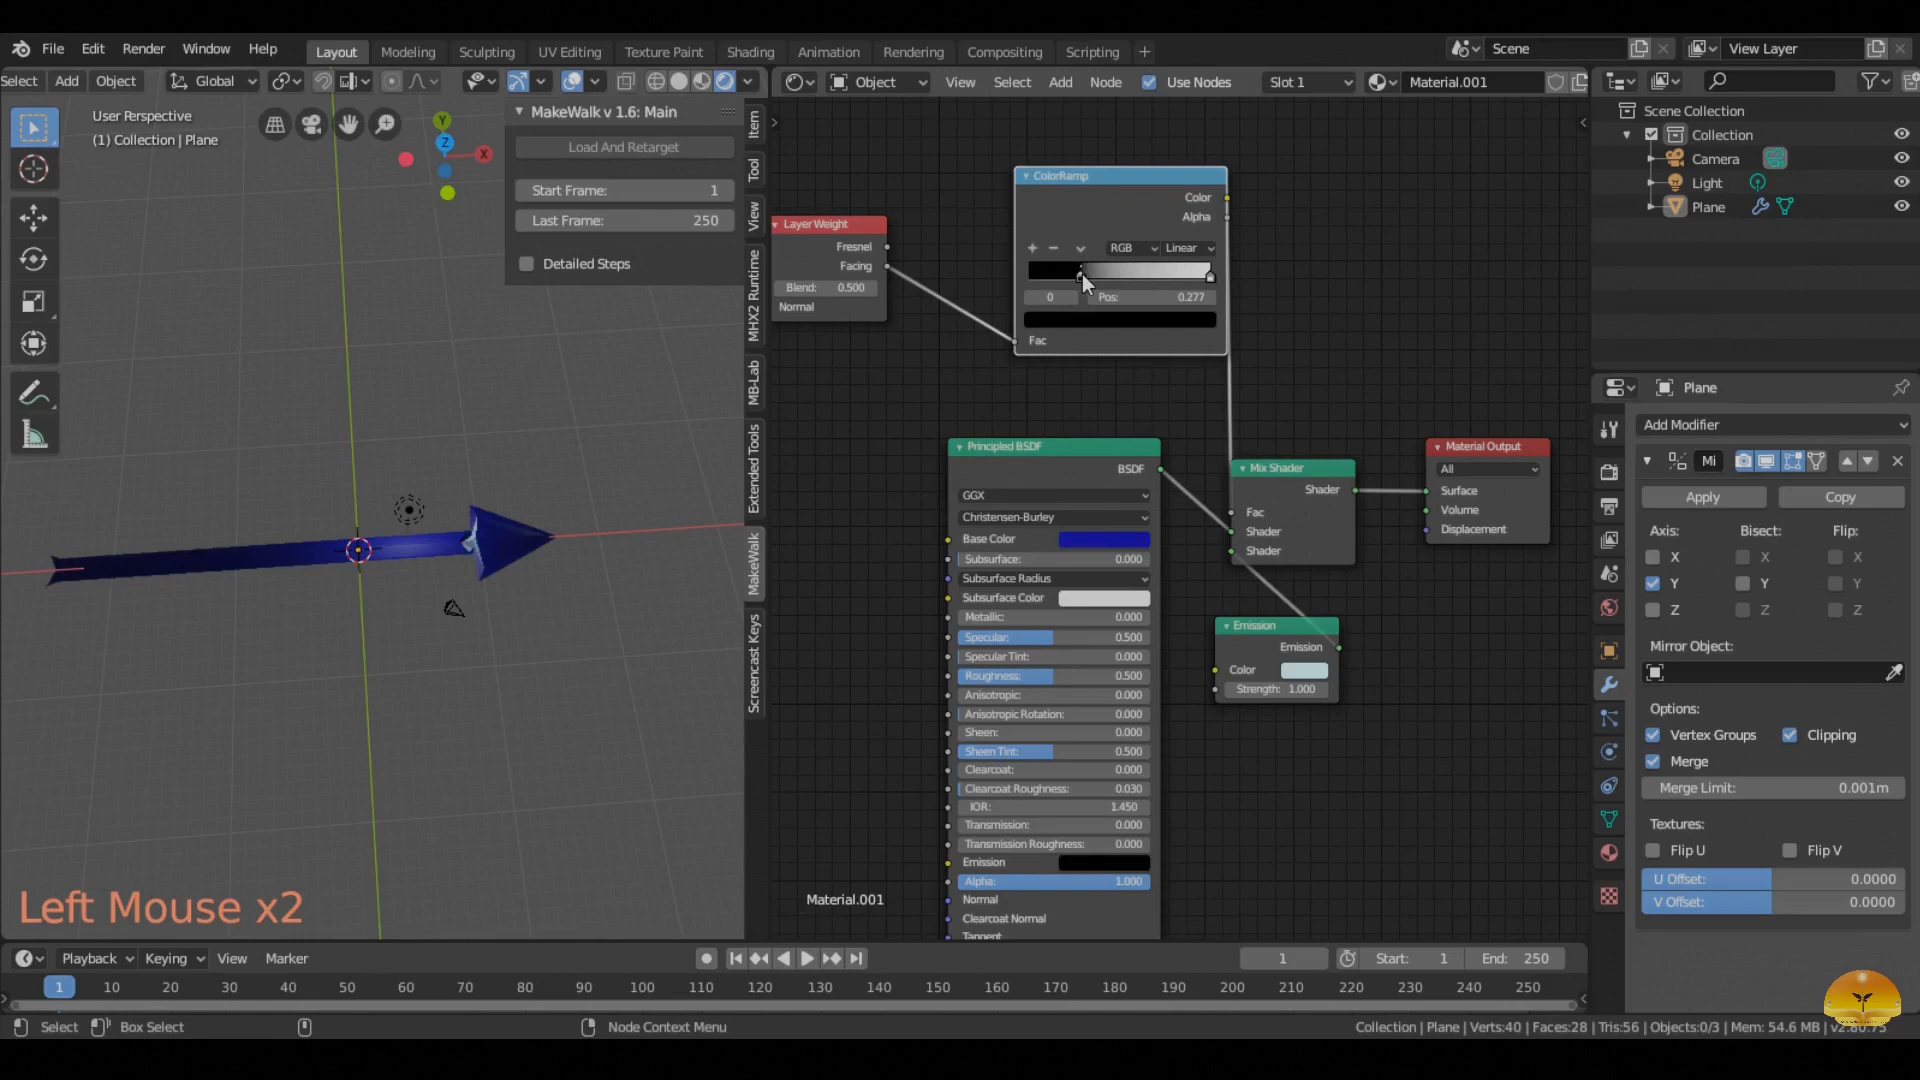 File Edit Render Window Help
Layout Modeling Sculpting UV Editing Texture Paint Shading Animation Rendering Compositing Scripting +
Scene
View Layer
Select Add Object Global
Object View Select Add Node Use Nodes Slot 1 Material.001
User Perspective
(1) Collection | Plane
Y
Z
X
MakeWalk v 1.6: Main
Load And Retarget
Start Frame: 1
Last Frame: 250
Detailed Steps
Item
Tool
View
MHX2 Runtime
MB-Lab
Extended Tools
MakeWalk
Screencast Keys
Layer Weight
Fresnel
Facing
Blend: 0.500
Normal
ColorRamp
Color
Alpha
+ − RGB Linear
0 Pos: 0.277
Fac
Principled BSDF
BSDF
GGX
Christensen-Burley
Base Color
Subsurface: 0.000
Subsurface Radius
Subsurface Color
Metallic: 0.000
Specular: 0.500
Specular Tint: 0.000
Roughness: 0.500
Anisotropic: 0.000
Anisotropic Rotation: 0.000
Sheen: 0.000
Sheen Tint: 0.500
Clearcoat: 0.000
Clearcoat Roughness: 0.030
IOR: 1.450
Transmission: 0.000
Transmission Roughness: 0.000
Emission
Alpha: 1.000
Normal
Clearcoat Normal
Tangent
Mix Shader
Shader
Fac
Shader
Shader
Emission
Emission
Color
Strength: 1.000
Material Output
All
Surface
Volume
Displacement
Material.001
Left Mouse x2
Scene Collection
Collection
Camera
Light
Plane
Plane
Add Modifier
Mi
Apply Copy
Axis: Bisect: Flip:
X X X
Y Y Y
Z Z Z
Mirror Object:
Options:
Vertex Groups Clipping
Merge
Merge Limit: 0.001m
Textures:
Flip U Flip V
U Offset: 0.0000
V Offset: 0.0000
Playback Keying View Marker 1 Start: 1 End: 250
1 10 20 30 40 50 60 70 80 90 100 110 120 130 140 150 160 170 180 190 200 210 220 230 240 250
Select Box Select Node Context Menu Collection | Plane | Verts:40 | Faces:28 | Tris:56 | Objects:0/3 | Mem: 54.6 MB | v2.80.75